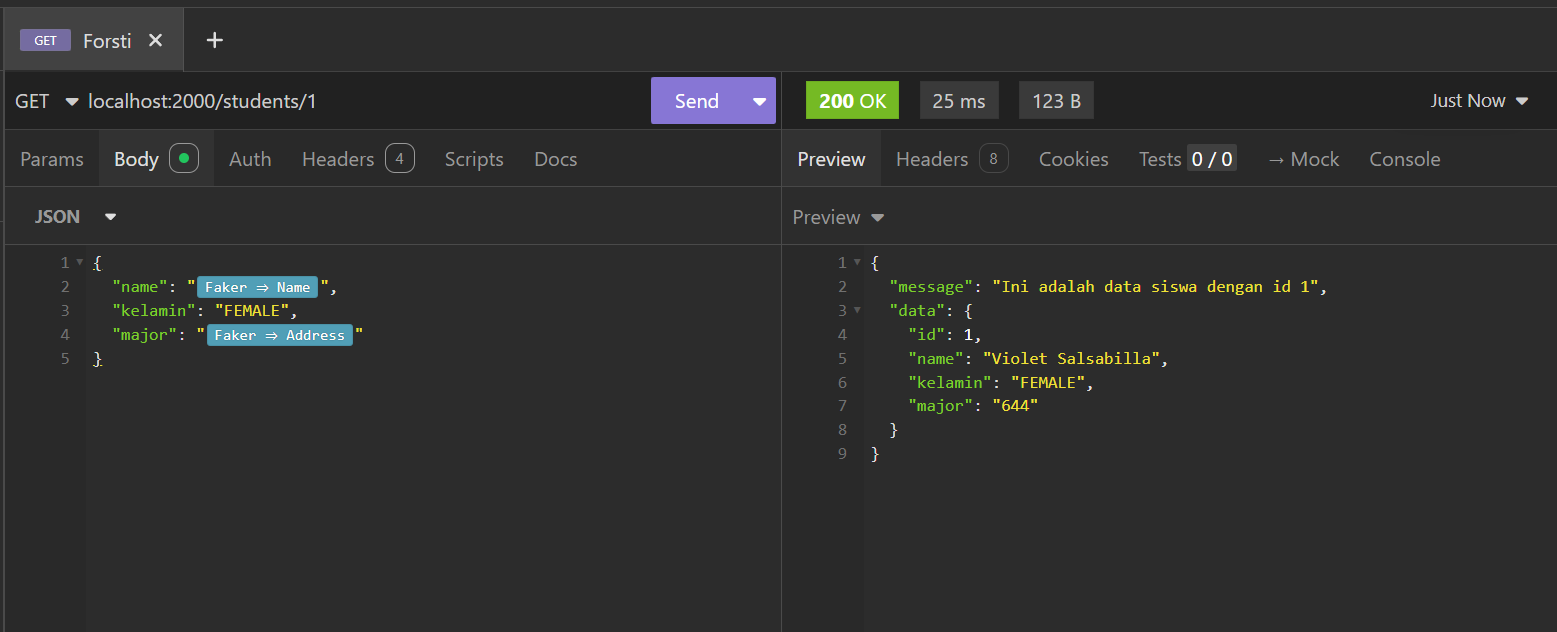 GET Forsti
GET localhost:2000/students/1 Send
200 OK 25 ms 123 B Just Now
Params Body Auth Headers 4 Scripts Docs
Preview Headers 8 Cookies Tests 0 / 0 → Mock Console
JSON
Preview
1 {
2 "name": "Faker ⇒ Name",
3 "kelamin": "FEMALE",
4 "major": "Faker ⇒ Address"
5 }
1 {
2 "message": "Ini adalah data siswa dengan id 1",
3 "data": {
4 "id": 1,
5 "name": "Violet Salsabilla",
6 "kelamin": "FEMALE",
7 "major": "644"
8 }
9 }